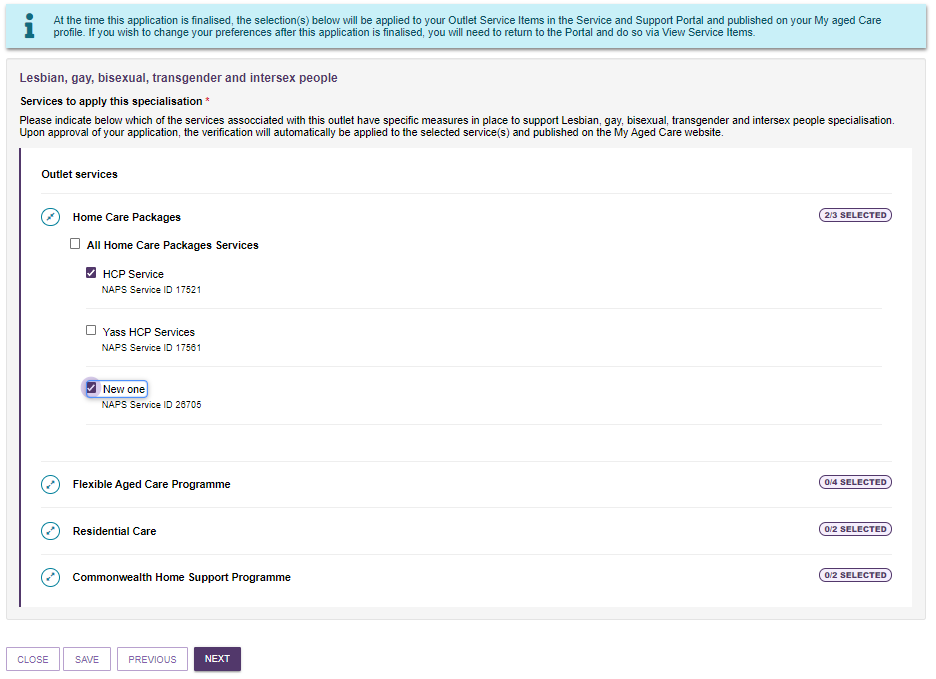 At the time this application is finalised, the selection(s) below will be applied to your Outlet Service Items in the Service and Support Portal and published on your My aged Care
profile. If you wish to change your preferences after this application is finalised, you will need to return to the Portal and do so via View Service Items.
Lesbian, gay, bisexual, transgender and intersex people
Services to apply this specialisation *
Please indicate below which of the services assocciated with this outlet have specific measures in place to support Lesbian, gay, bisexual, transgender and intersex people specialisation.
Upon approval of your application, the verification will automatically be applied to the selected service(s) and published on the My Aged Care website.
Outlet services
Home Care Packages 2/3 SELECTED
All Home Care Packages Services
HCP Service
NAPS Service ID 17521
Yass HCP Services
NAPS Service ID 17561
New one
NAPS Service ID 26705
Flexible Aged Care Programme 0/4 SELECTED
Residential Care 0/2 SELECTED
Commonwealth Home Support Programme 0/2 SELECTED
CLOSE SAVE PREVIOUS NEXT